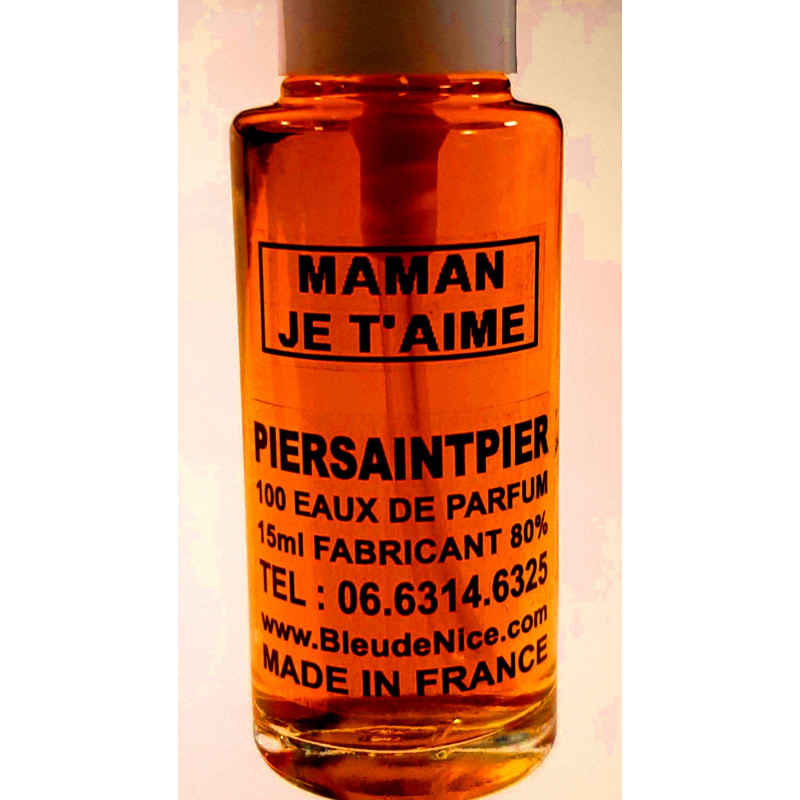 MAMAN
JE T'AIME
PIERSAINTPIER
100 EAUX DE PARFUM
15ml FABRICANT 80%
TEL : 06.6314.6325
www.BleudeNice.com
MADE IN FRANCE